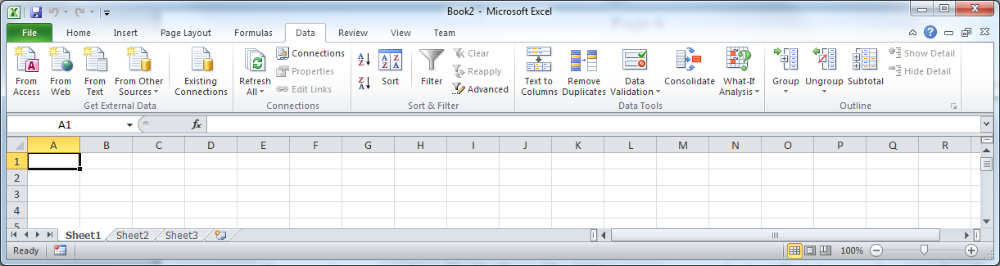 Book2 - Microsoft Excel
File Home Insert Page Layout Formulas Data Review View Team
From Access
From Web
From Text
From Other Sources
Existing Connections
Get External Data
Refresh All
Connections
Properties
Edit Links
Connections
A Z
Z A
Sort
Filter
Clear
Reapply
Advanced
Sort & Filter
Text to Columns
Remove Duplicates
Data Validation
Consolidate
What-If Analysis
Data Tools
Group
Ungroup
Subtotal
Show Detail
Hide Detail
Outline
A1 fx
A B C D E F G H I J K L M N O P Q R
1
2
3
4
5
Sheet1 Sheet2 Sheet3
Ready 100%